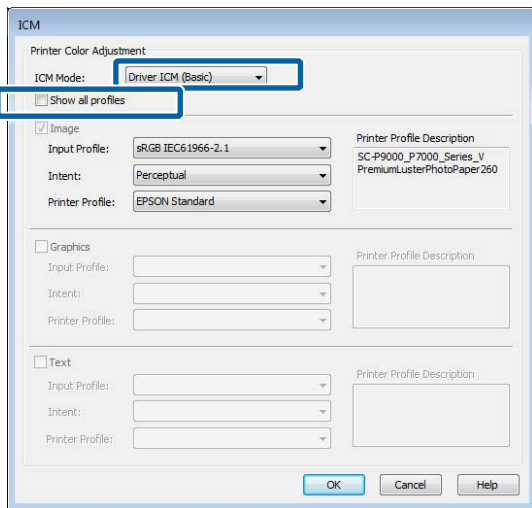 ICM
Printer Color Adjustment
ICM Mode: Driver ICM (Basic)
Show all profiles
Image
Input Profile: sRGB IEC61966-2.1
Intent: Perceptual
Printer Profile: EPSON Standard
Printer Profile Description
SC-P9000_P7000_Series_V
PremiumLusterPhotoPaper260
Graphics
Input Profile:
Intent:
Printer Profile:
Printer Profile Description
Text
Input Profile:
Intent:
Printer Profile:
Printer Profile Description
OK Cancel Help